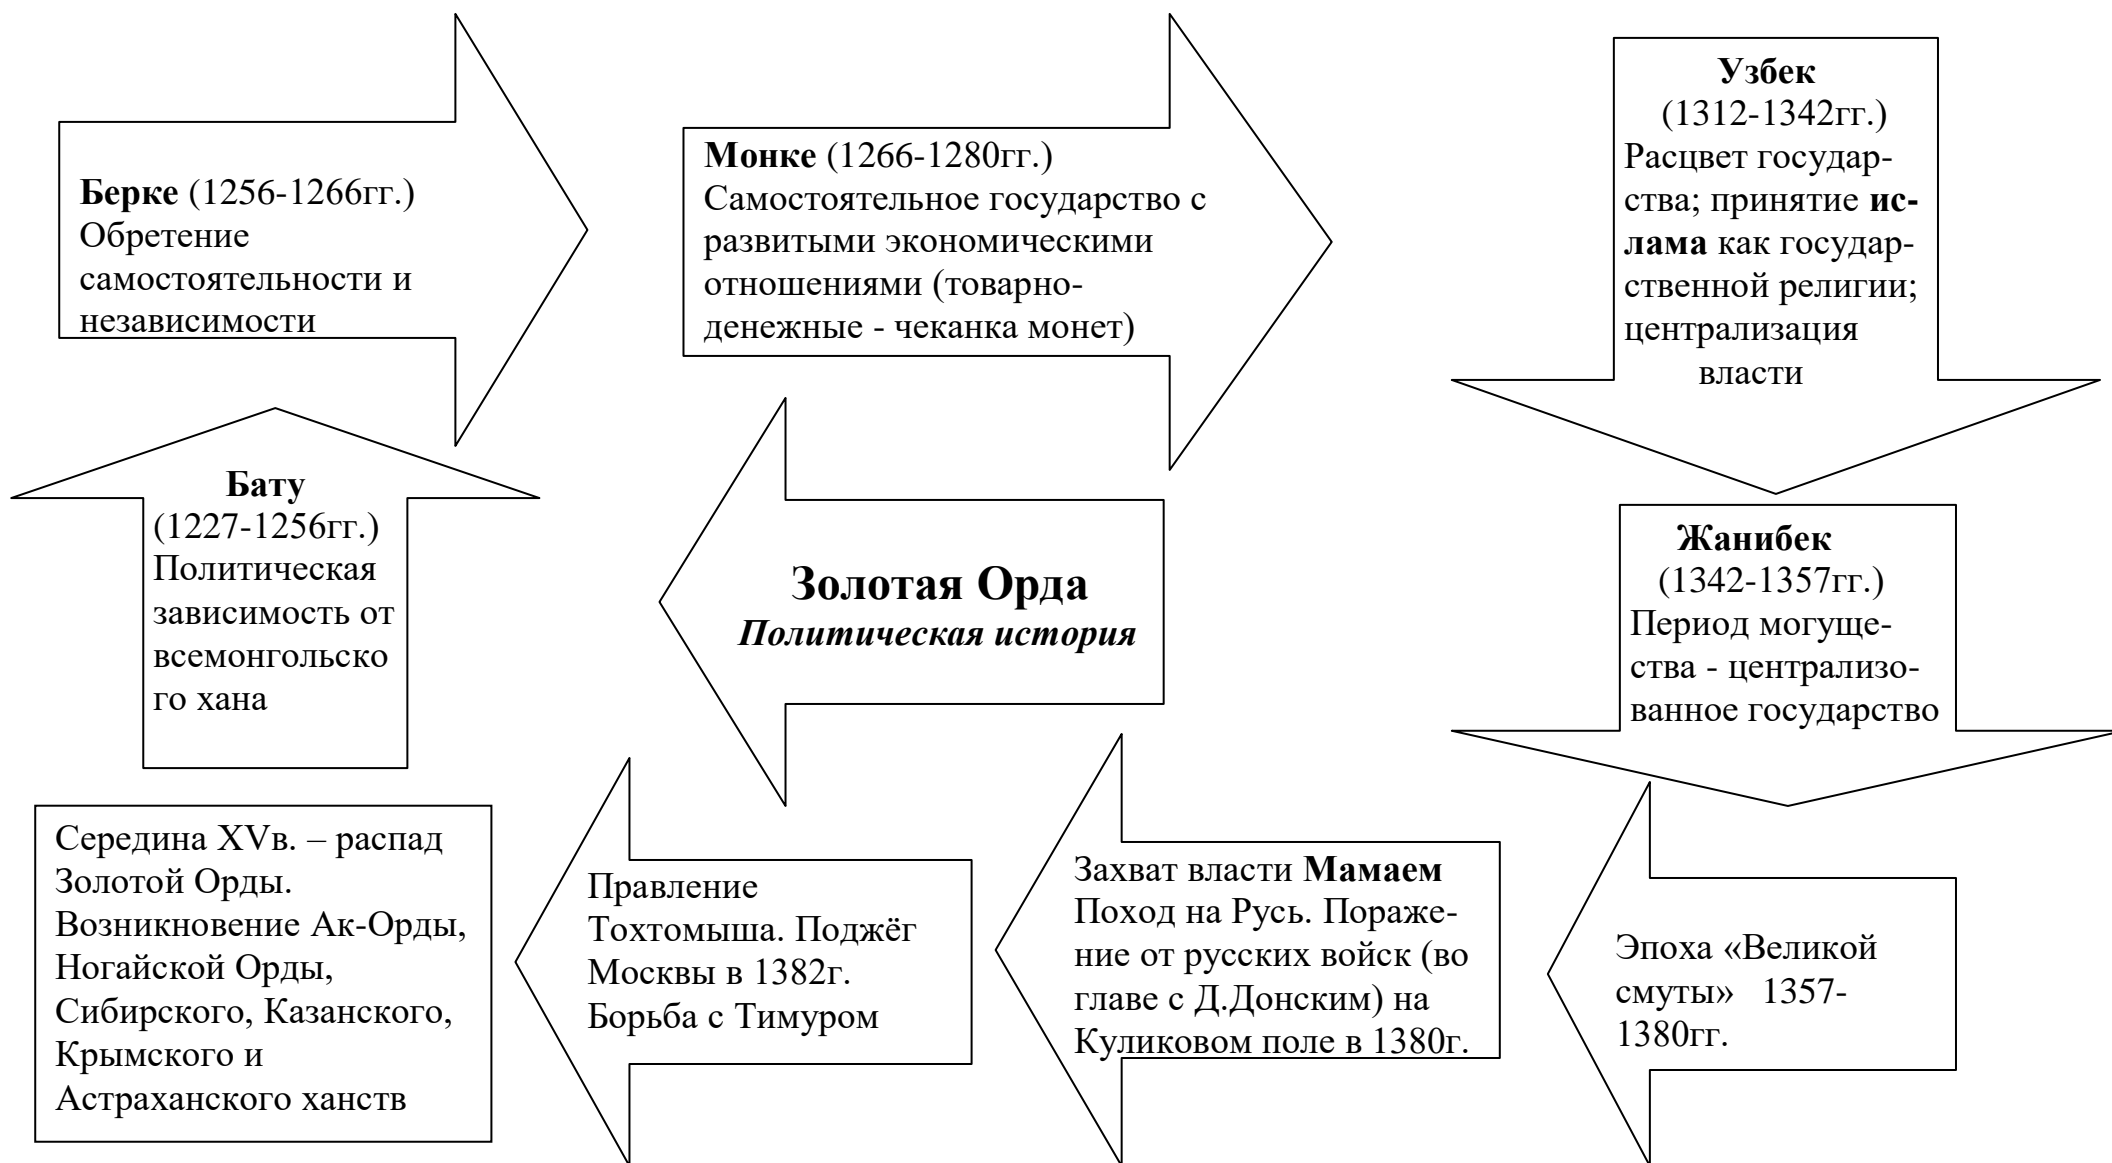 Берке (1256-1266гг.)
Обретение
самостоятельности и
независимости
Монке (1266-1280гг.)
Самостоятельное государство с
развитыми экономическими
отношениями (товарно-
денежные - чеканка монет)
Узбек
(1312-1342гг.)
Расцвет государ-
ства; принятие ис-
лама как государ-
ственной религии;
централизация
власти
Бату
(1227-1256гг.)
Политическая
зависимость от
всемонгольско
го хана
Золотая Орда
Политическая история
Жанибек
(1342-1357гг.)
Период могуще-
ства - централизо-
ванное государство
Середина XVв. – распад
Золотой Орды.
Возникновение Ак-Орды,
Ногайской Орды,
Сибирского, Казанского,
Крымского и
Астраханского ханств
Правление
Тохтомыша. Поджёг
Москвы в 1382г.
Борьба с Тимуром
Захват власти Мамаем
Поход на Русь. Пораже-
ние от русских войск (во
главе с Д.Донским) на
Куликовом поле в 1380г.
Эпоха «Великой
смуты» 1357-
1380гг.